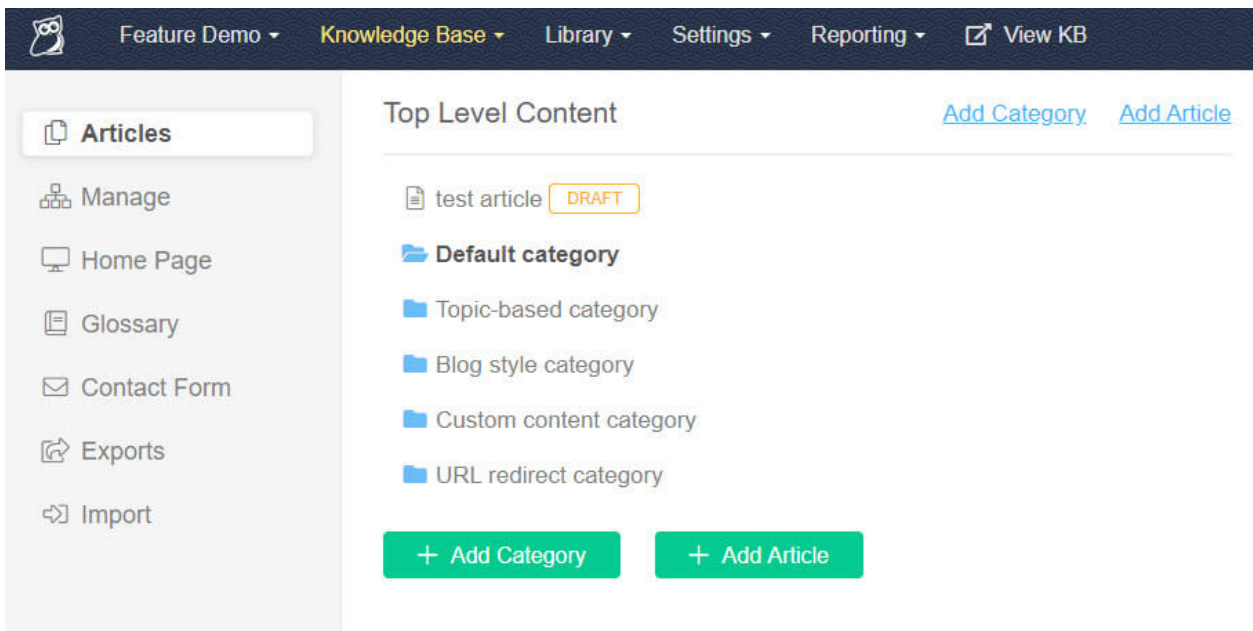 Feature Demo Knowledge Base Library Settings Reporting View KB
Articles
Manage
Home Page
Glossary
Contact Form
Exports
Import
Top Level Content Add Category Add Article
test article DRAFT
Default category
Topic-based category
Blog style category
Custom content category
URL redirect category
+ Add Category + Add Article